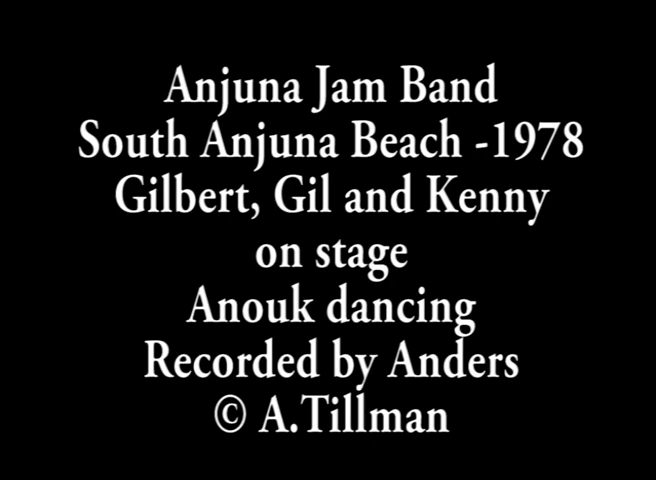 Anjuna Jam Band
South Anjuna Beach -1978
Gilbert, Gil and Kenny
on stage
Anouk dancing
Recorded by Anders
© A.Tillman